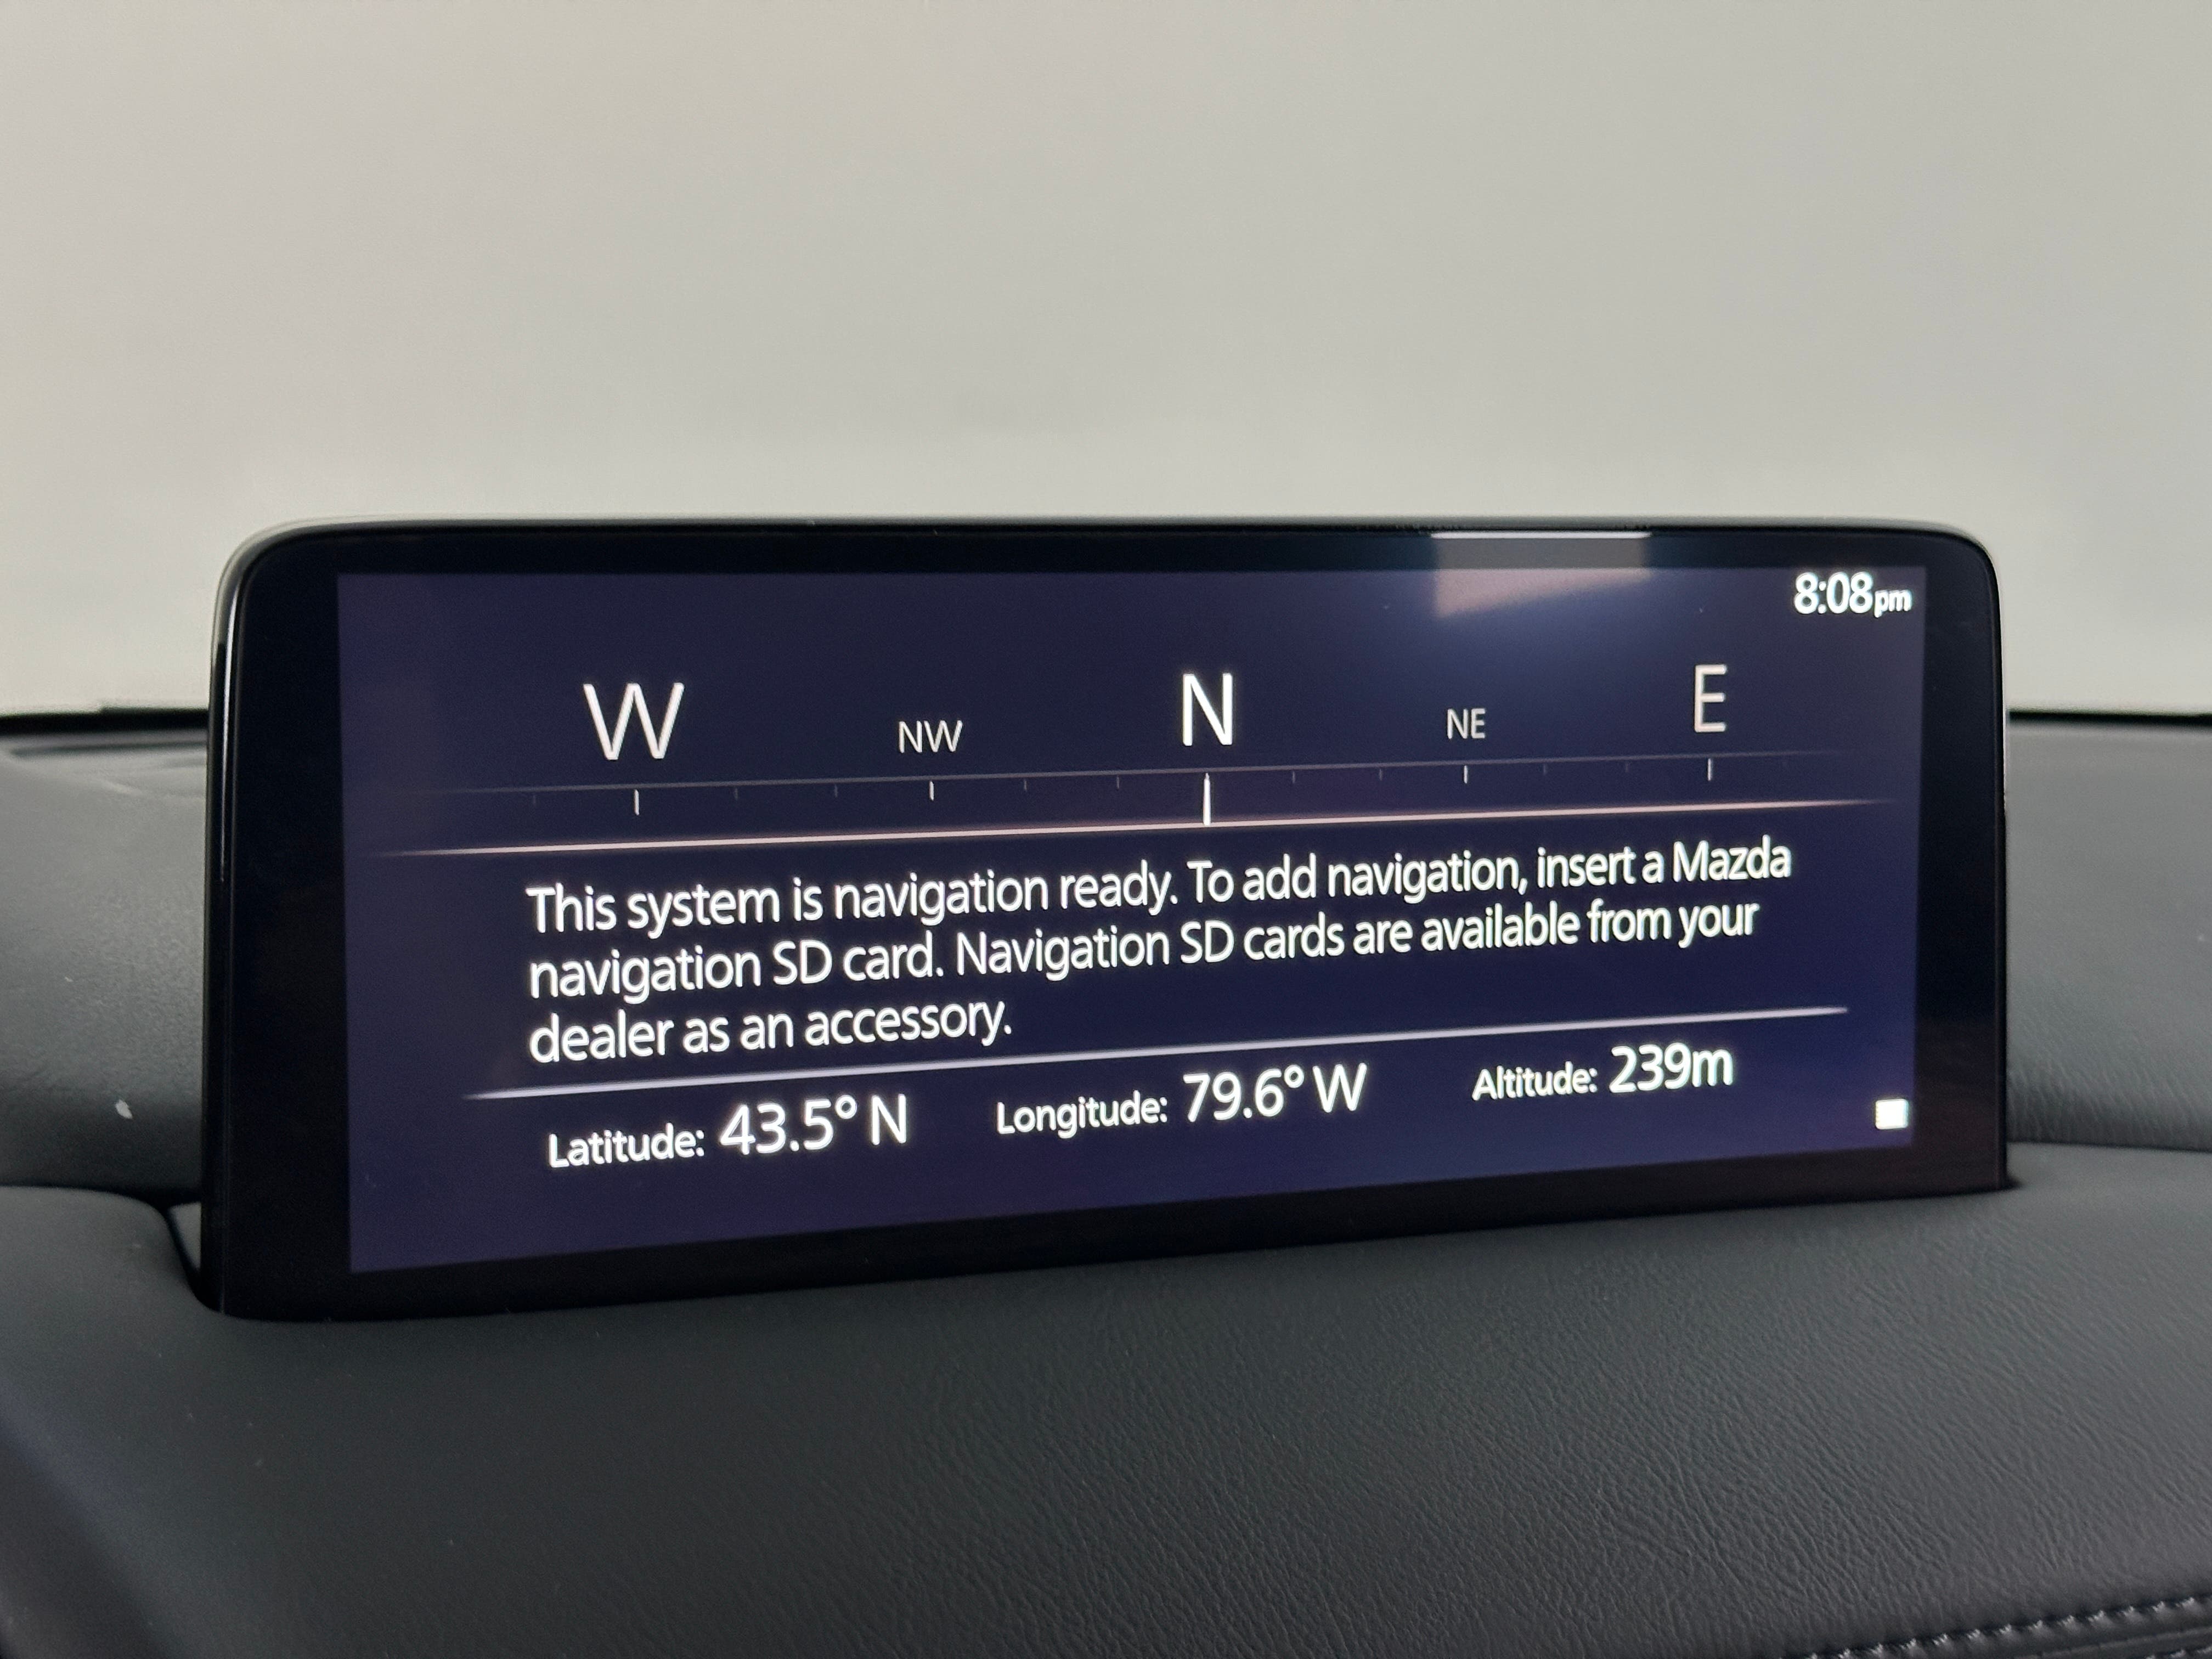 8:08pm
W NW N NE E
This system is navigation ready. To add navigation, insert a Mazda
navigation SD card. Navigation SD cards are available from your
dealer as an accessory.
Latitude: 43.5° N Longitude: 79.6° W Altitude: 239m